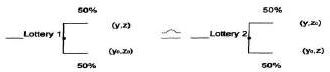 50%
(y,z)
Lottery 1
(y₀,z₀)
50%
50%
(y,z₀)
Lottery 2
(y₀,z)
50%